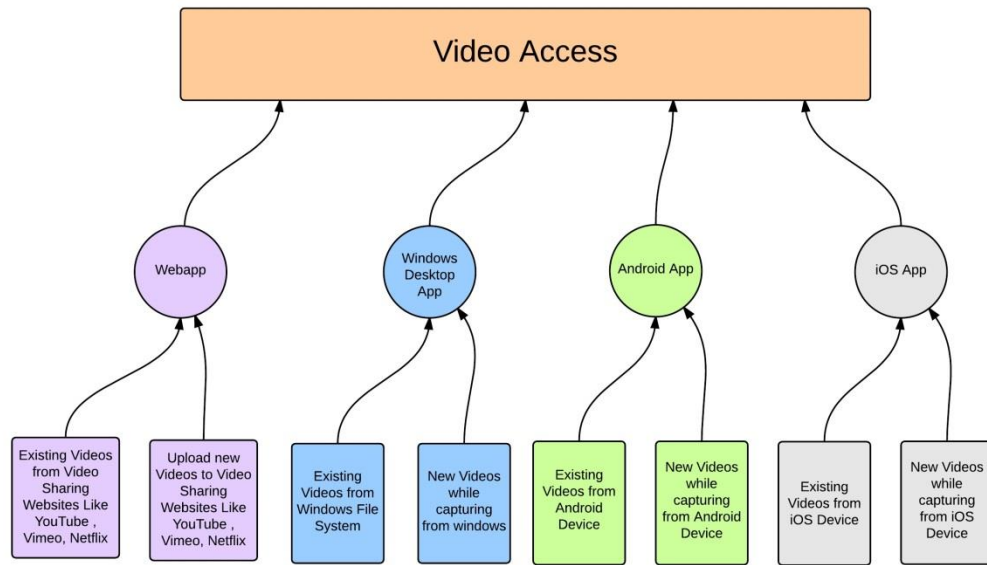 Video Access
Webapp
Windows
Desktop
App
Android App
iOS App
Existing Videos
from Video
Sharing
Websites Like
YouTube ,
Vimeo, Netflix
Upload new
Videos to Video
Sharing
Websites Like
YouTube ,
Vimeo, Netflix
Existing
Videos from
Windows File
System
New Videos
while
capturing
from windows
Existing
Videos from
Android
Device
New Videos
while
capturing
from Android
Device
Existing
Videos from
iOS Device
New Videos
while
capturing
from iOS
Device